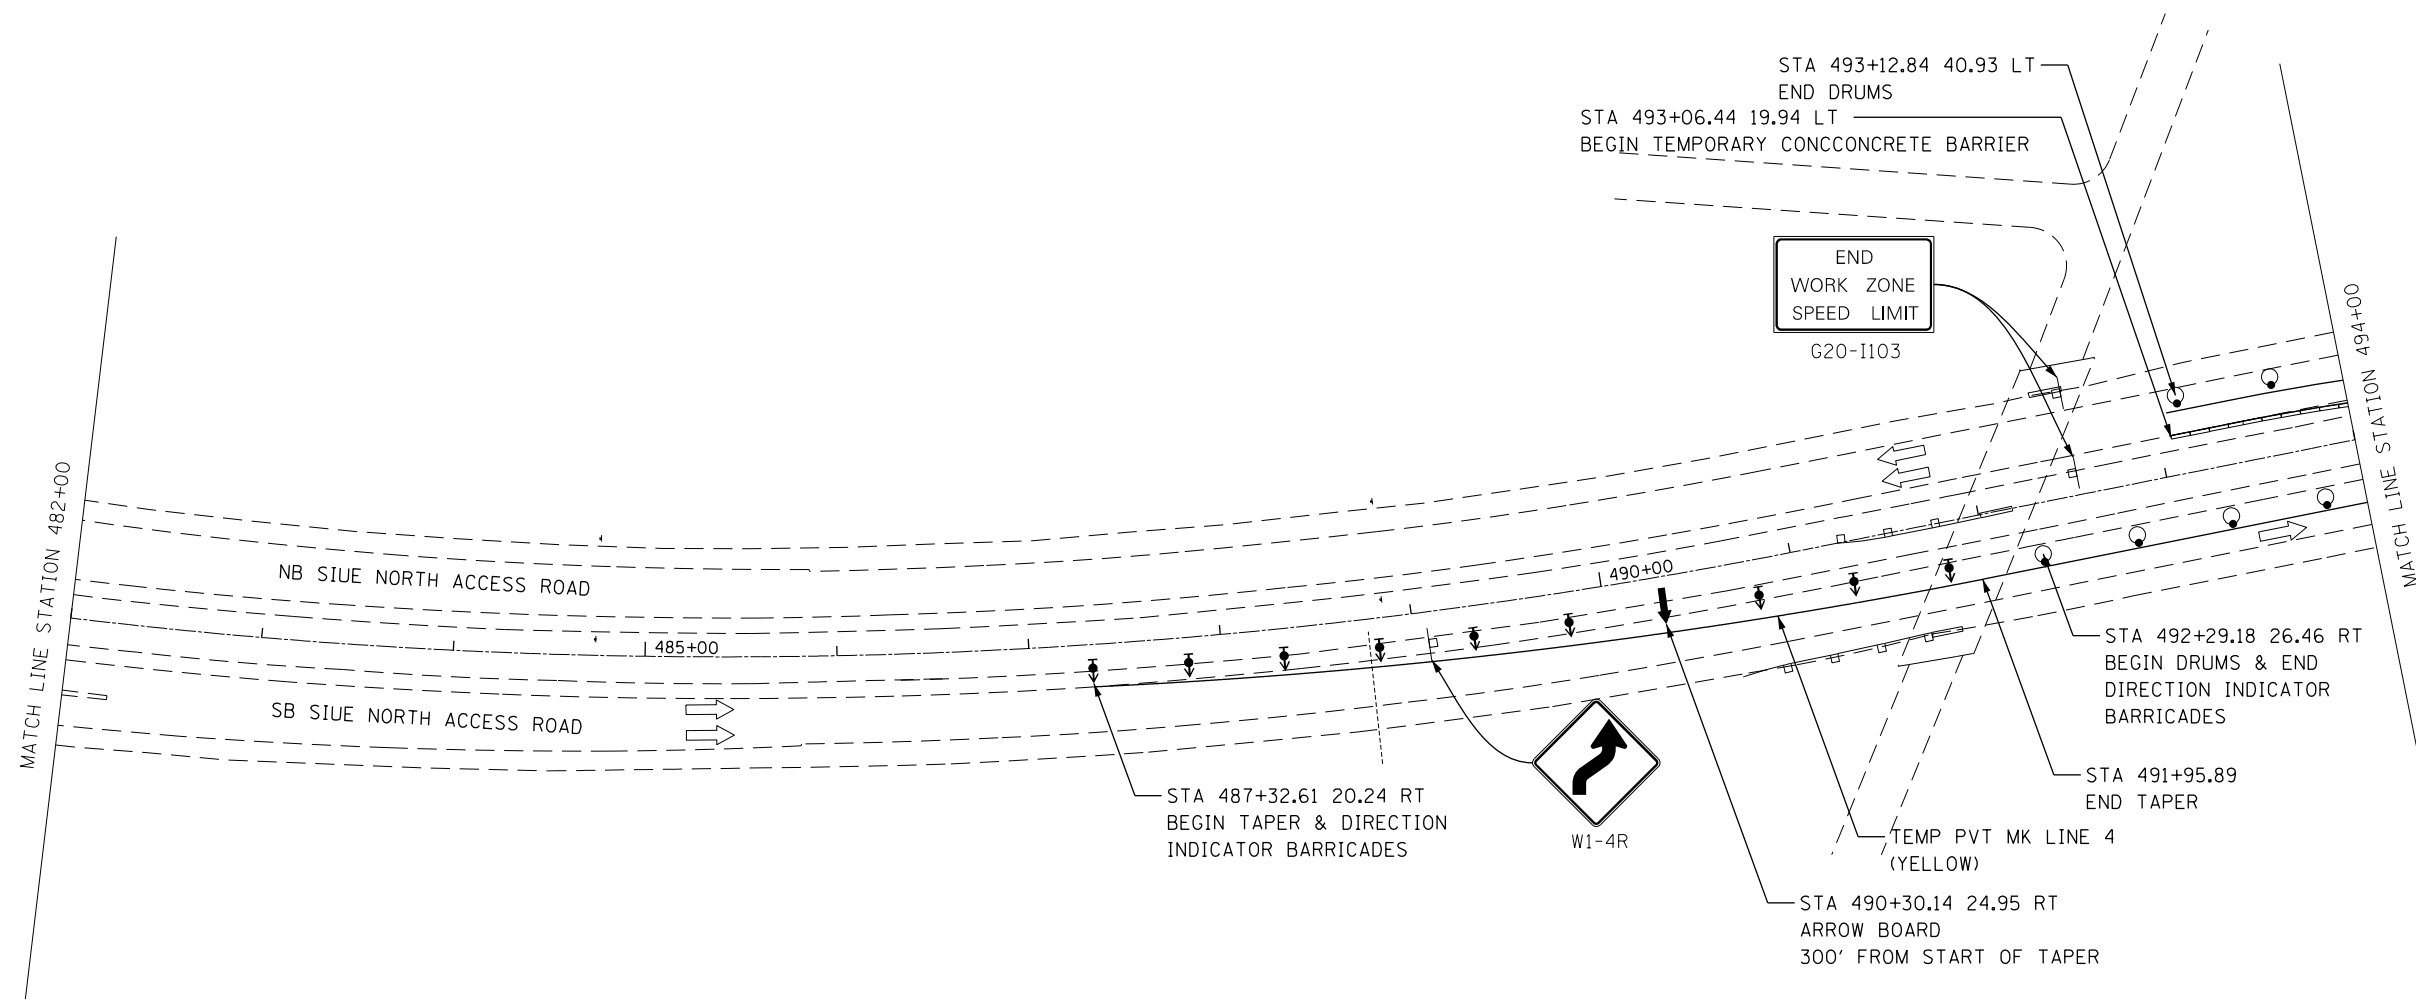 STA 493+12.84 40.93 LT
END DRUMS
STA 493+06.44 19.94 LT
BEGIN TEMPORARY CONCCONCRETE BARRIER
END
WORK ZONE
SPEED LIMIT
G20-I103
MATCH LINE STATION 494+00
MATCH LINE STATION 482+00
NB SIUE NORTH ACCESS ROAD
490+00
485+00
SB SIUE NORTH ACCESS ROAD
STA 492+29.18 26.46 RT
BEGIN DRUMS & END
DIRECTION INDICATOR
BARRICADES
STA 487+32.61 20.24 RT
BEGIN TAPER & DIRECTION
INDICATOR BARRICADES
W1-4R
STA 491+95.89
END TAPER
TEMP PVT MK LINE 4
(YELLOW)
STA 490+30.14 24.95 RT
ARROW BOARD
300' FROM START OF TAPER